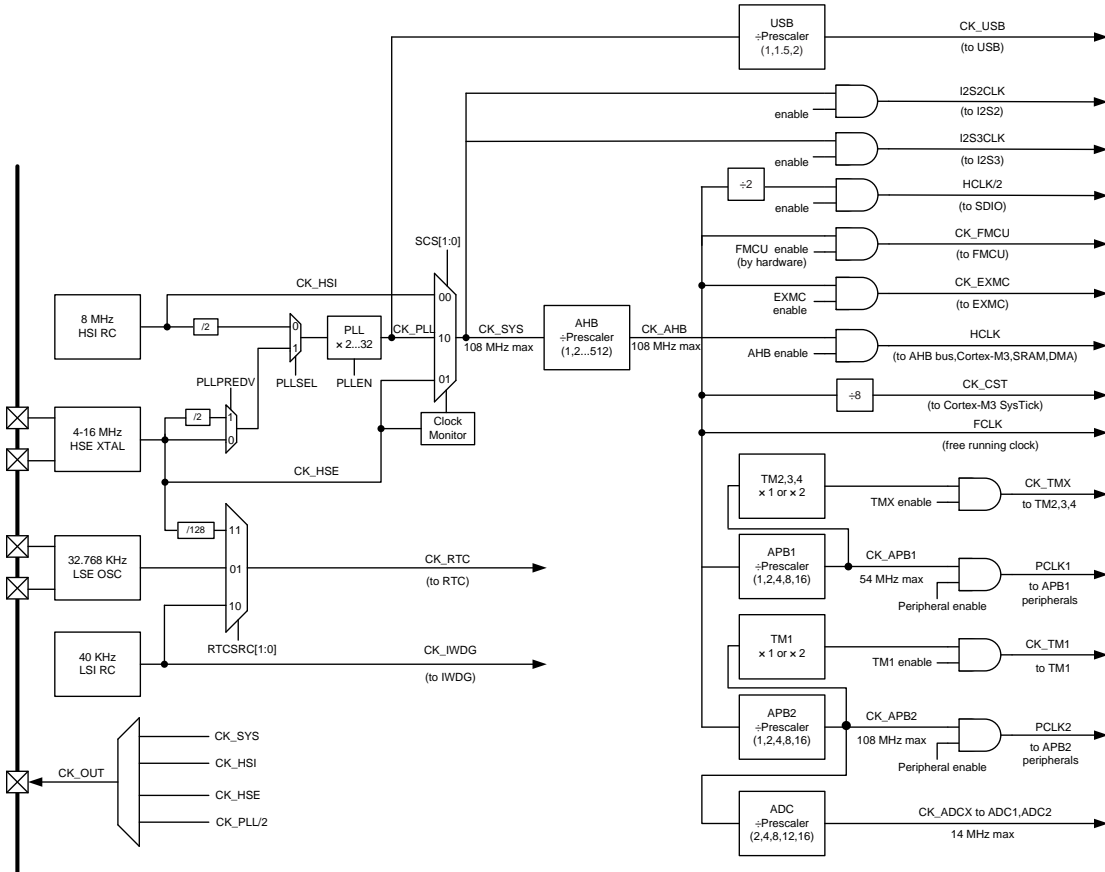 USB
÷Prescaler
(1,1.5,2)
CK_USB
(to USB)
I2S2CLK
(to I2S2)
enable
I2S3CLK
(to I2S3)
enable
÷2
HCLK/2
(to SDIO)
enable
SCS[1:0]
CK_FMCU
(to FMCU)
FMCU enable
(by hardware)
CK_HSI
CK_EXMC
(to EXMC)
EXMC
enable
8 MHz
HSI RC
/2
0
1
PLL
× 2...32
CK_PLL
00
10
01
CK_SYS
108 MHz max
AHB
÷Prescaler
(1,2...512)
CK_AHB
108 MHz max
HCLK
(to AHB bus,Cortex-M3,SRAM,DMA)
AHB enable
PLLSEL
PLLEN
PLLPREDV
÷8
CK_CST
(to Cortex-M3 SysTick)
4-16 MHz
HSE XTAL
/2
1
0
Clock
Monitor
FCLK
(free running clock)
CK_HSE
TM2,3,4
× 1 or × 2
CK_TMX
to TM2,3,4
TMX enable
/128
11
01
10
32.768 KHz
LSE OSC
CK_RTC
(to RTC)
APB1
÷Prescaler
(1,2,4,8,16)
CK_APB1
54 MHz max
PCLK1
to APB1
peripherals
Peripheral enable
RTCSRC[1:0]
40 KHz
LSI RC
CK_IWDG
(to IWDG)
TM1
× 1 or × 2
CK_TM1
to TM1
TM1 enable
APB2
÷Prescaler
(1,2,4,8,16)
CK_APB2
108 MHz max
PCLK2
to APB2
peripherals
Peripheral enable
CK_OUT
CK_SYS
CK_HSI
CK_HSE
CK_PLL/2
ADC
÷Prescaler
(2,4,8,12,16)
CK_ADCX to ADC1,ADC2
14 MHz max